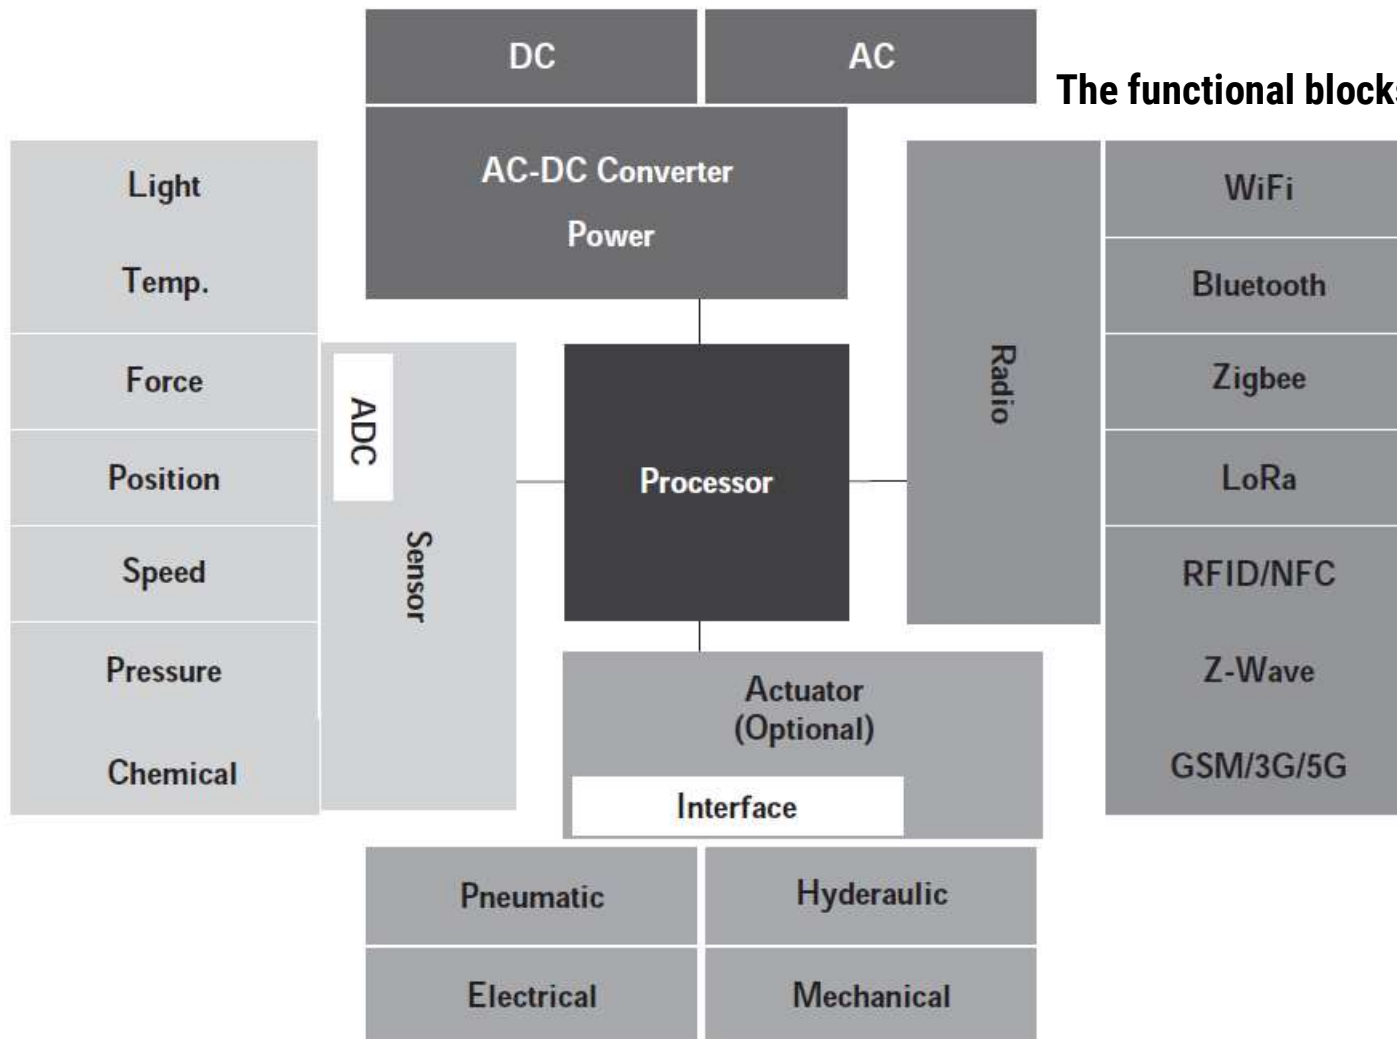 DC
AC
The functional blocks
AC-DC Converter
Power
Light
Temp.
Force
Position
Speed
Pressure
Chemical
ADC
Sensor
Processor
Radio
WiFi
Bluetooth
Zigbee
LoRa
RFID/NFC
Z-Wave
GSM/3G/5G
Actuator
(Optional)
Interface
Pneumatic
Hyderaulic
Electrical
Mechanical